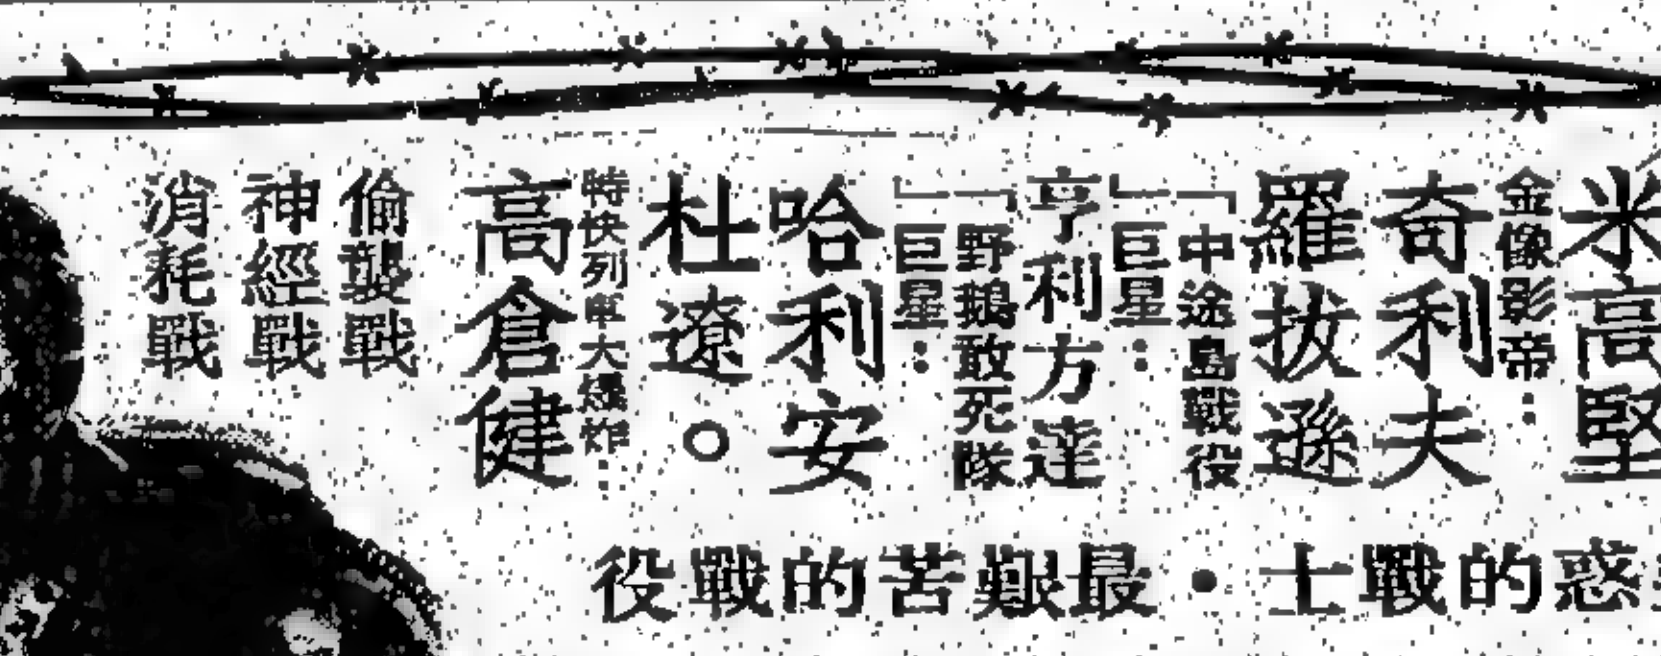 米高堅
金像影帝：
奇利夫
羅拔遜
「中途島戰役
」巨星：
亨利方達
「野鵝敢死隊
」巨星：
哈利安
杜遼。
特快列車大爆炸：
高倉健
偷襲戰
神經戰
消耗戰
惑的戰士・最艱苦的戰役